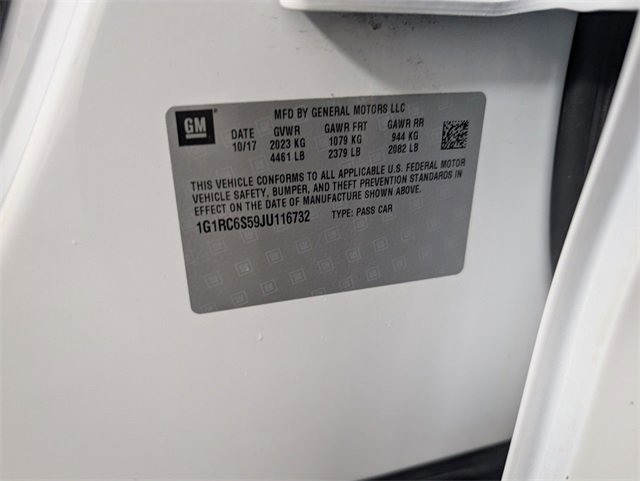 GM
MFD BY GENERAL MOTORS LLC
DATE GVWR GAWR FRT GAWR RR
10/17 2023 KG 1079 KG 944 KG
4461 LB 2379 LB 2082 LB
THIS VEHICLE CONFORMS TO ALL APPLICABLE U.S. FEDERAL MOTOR
VEHICLE SAFETY, BUMPER, AND THEFT PREVENTION STANDARDS IN
EFFECT ON THE DATE OF MANUFACTURE SHOWN ABOVE.
1G1RC6S59JU116732 TYPE: PASS CAR